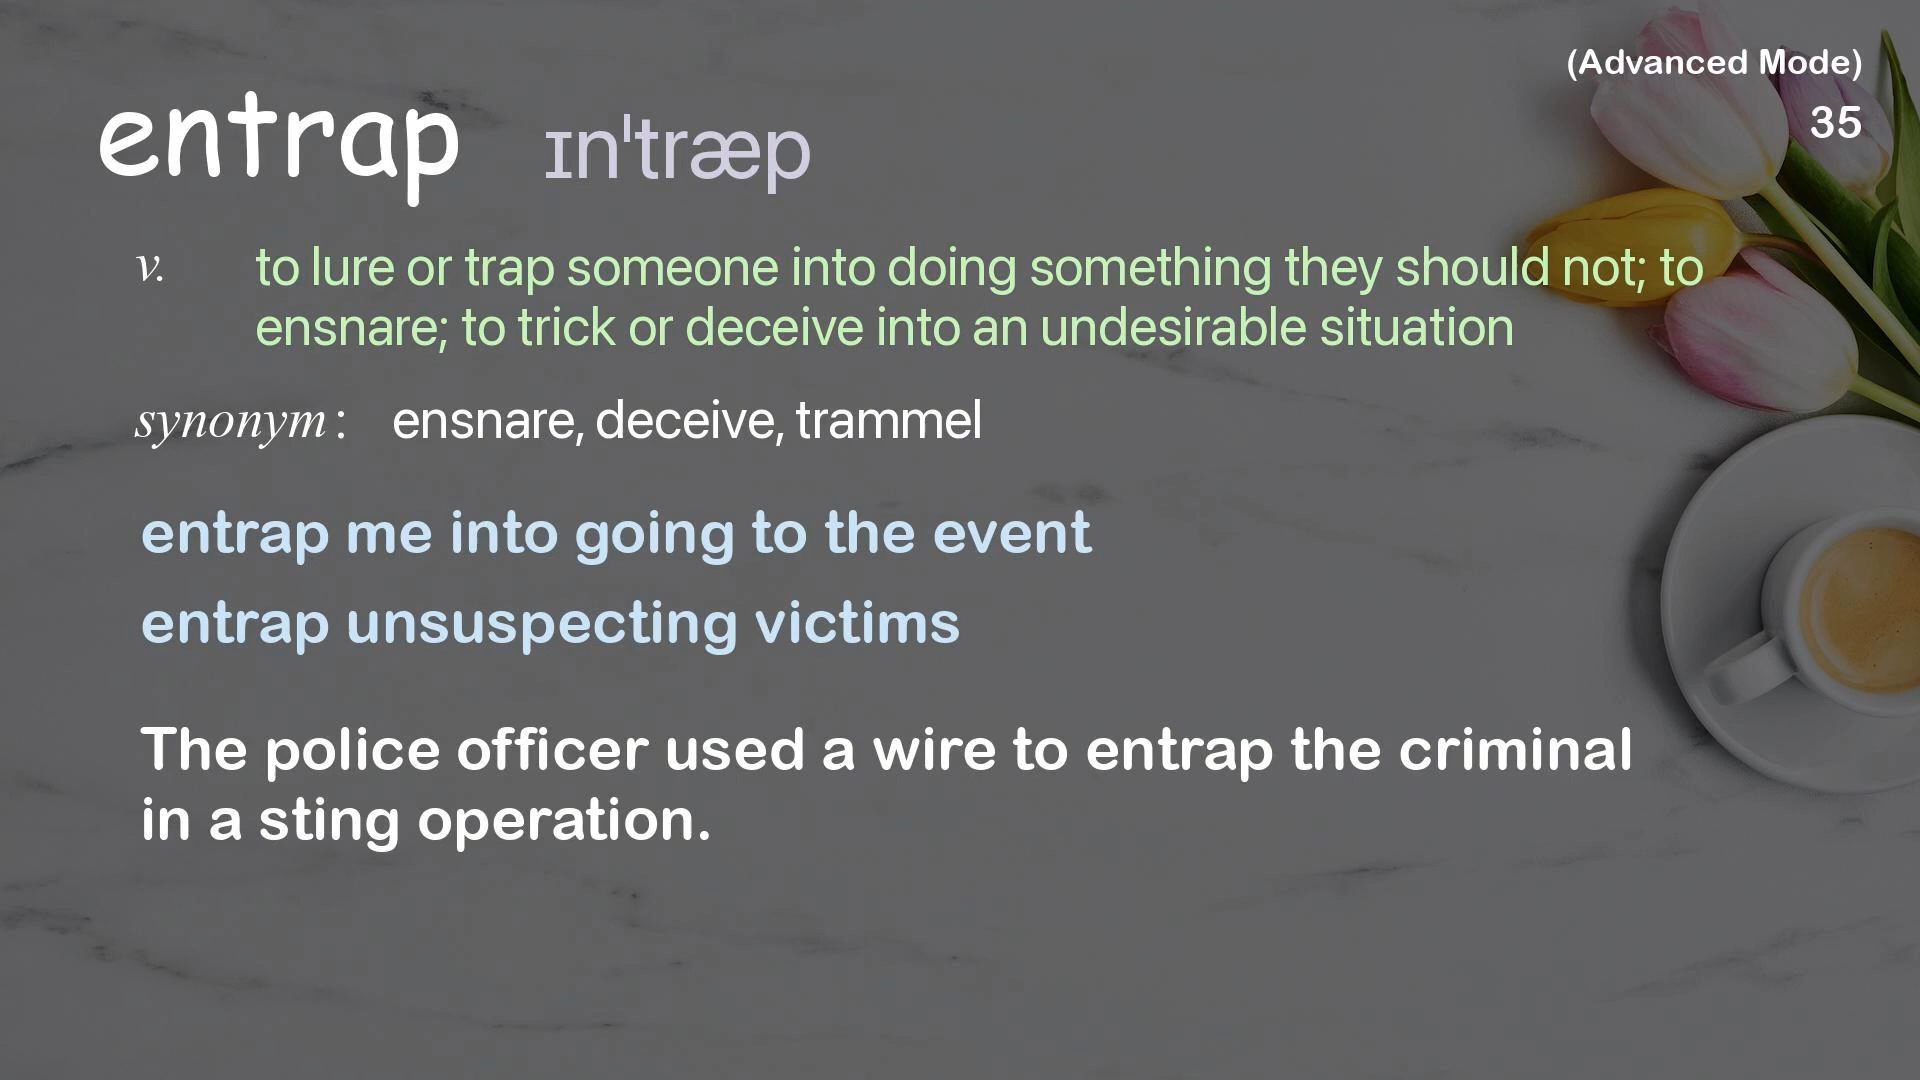 (Advanced Mode)
35
entrap ɪnˈtræp
v. to lure or trap someone into doing something they should not; to
ensnare; to trick or deceive into an undesirable situation
synonym: ensnare, deceive, trammel
entrap me into going to the event
entrap unsuspecting victims
The police officer used a wire to entrap the criminal
in a sting operation.